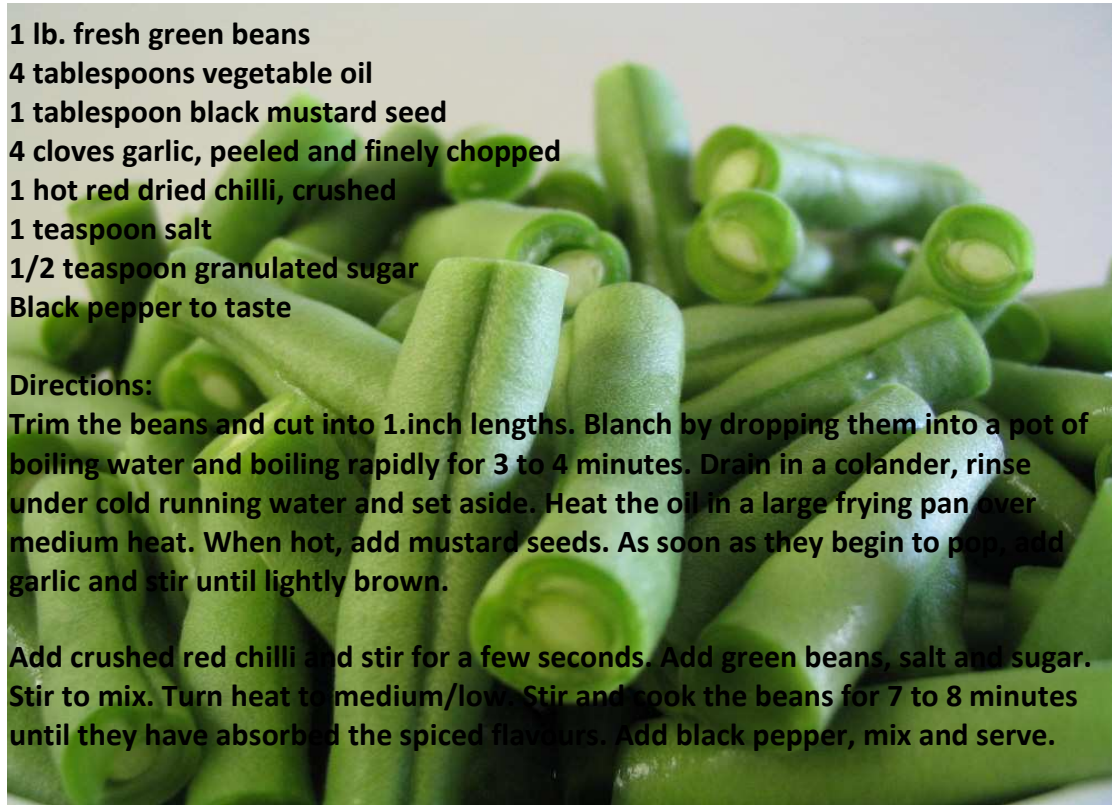 1 lb. fresh green beans
4 tablespoons vegetable oil
1 tablespoon black mustard seed
4 cloves garlic, peeled and finely chopped
1 hot red dried chilli, crushed
1 teaspoon salt
1/2 teaspoon granulated sugar
Black pepper to taste
Directions:
Trim the beans and cut into 1.inch lengths. Blanch by dropping them into a pot of
boiling water and boiling rapidly for 3 to 4 minutes. Drain in a colander, rinse
under cold running water and set aside. Heat the oil in a large frying pan over
medium heat. When hot, add mustard seeds. As soon as they begin to pop, add
garlic and stir until lightly brown.
Add crushed red chilli and stir for a few seconds. Add green beans, salt and sugar.
Stir to mix. Turn heat to medium/low. Stir and cook the beans for 7 to 8 minutes
until they have absorbed the spiced flavours. Add black pepper, mix and serve.